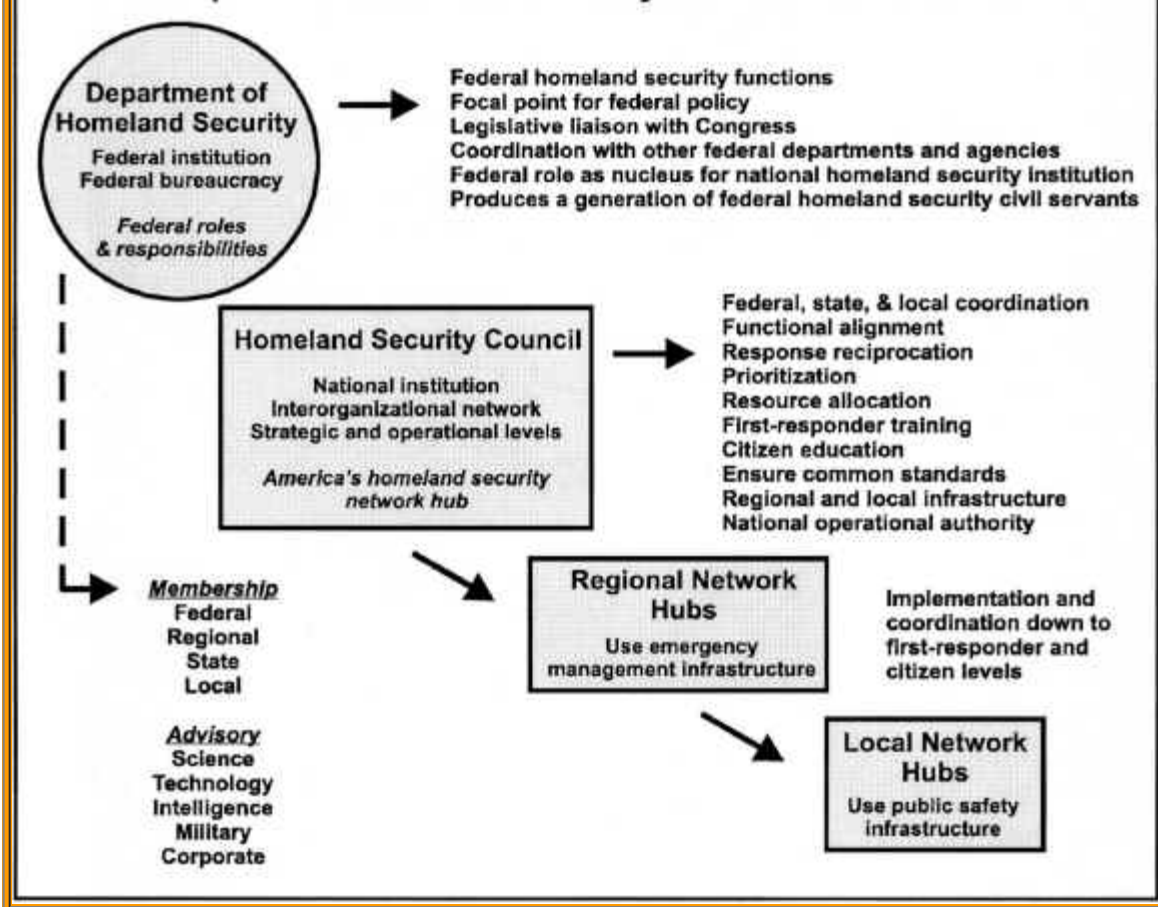 Department of
Homeland Security
Federal institution
Federal bureaucracy
Federal roles
& responsibilities
Federal homeland security functions
Focal point for federal policy
Legislative liaison with Congress
Coordination with other federal departments and agencies
Federal role as nucleus for national homeland security institution
Produces a generation of federal homeland security civil servants
Homeland Security Council
National institution
Interorganizational network
Strategic and operational levels
America's homeland security
network hub
Federal, state, & local coordination
Functional alignment
Response reciprocation
Prioritization
Resource allocation
First-responder training
Citizen education
Ensure common standards
Regional and local infrastructure
National operational authority
Membership
Federal
Regional
State
Local
Advisory
Science
Technology
Intelligence
Military
Corporate
Regional Network
Hubs
Use emergency
management infrastructure
Implementation and
coordination down to
first-responder and
citizen levels
Local Network
Hubs
Use public safety
infrastructure